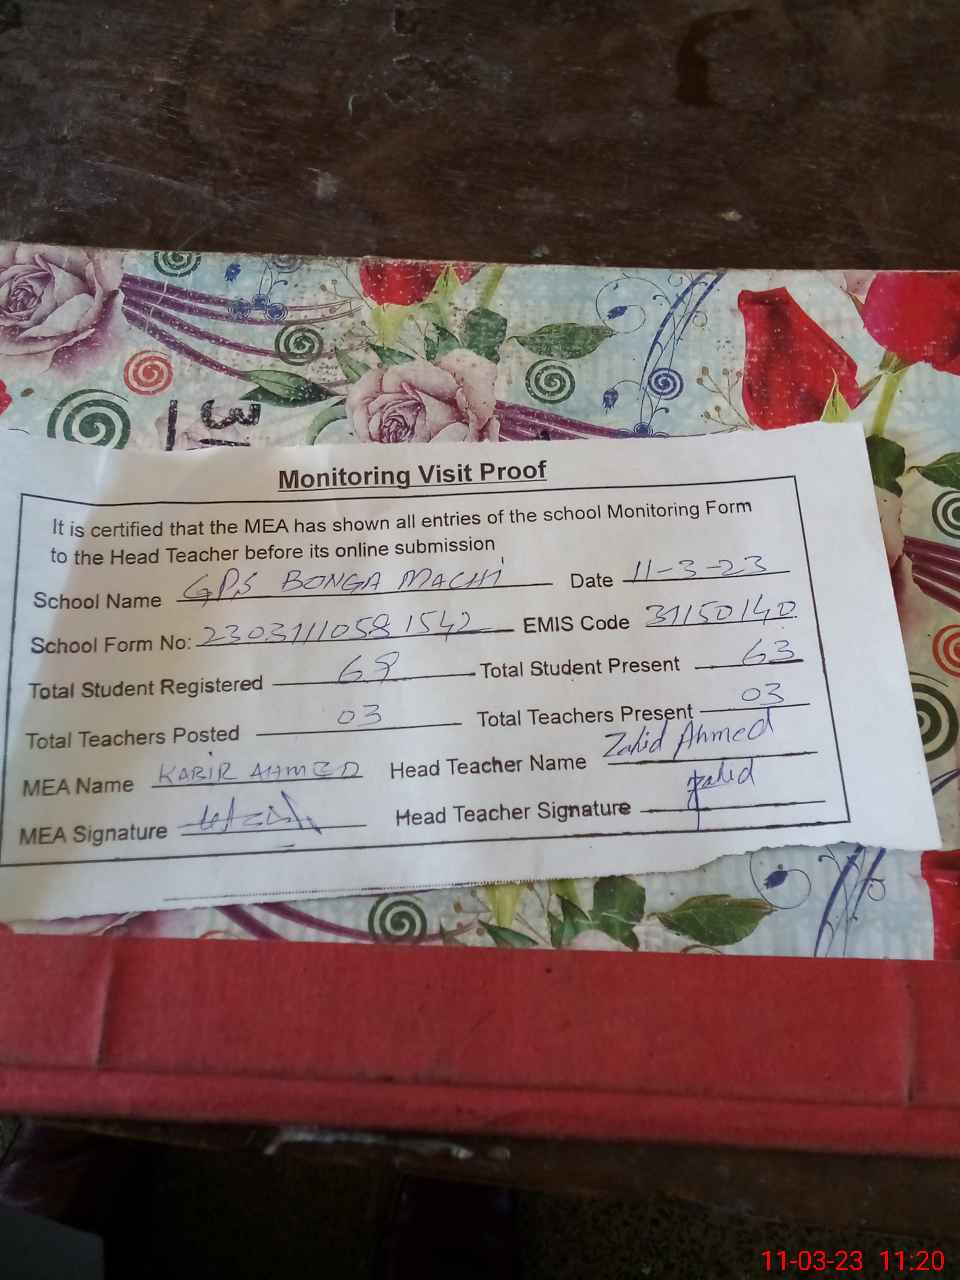 Monitoring Visit Proof
It is certified that the MEA has shown all entries of the school Monitoring Form
to the Head Teacher before its online submission
School Name GPS BONGA MACHI Date 11-3-23
School Form No: 23031110581542 EMIS Code 31150140
Total Student Registered 69 Total Student Present 63
Total Teachers Posted 03 Total Teachers Present 03
MEA Name KABIR AHMED Head Teacher Name Zahid Ahmed
MEA Signature Head Teacher Signature Zahid
11-03-23 11:20